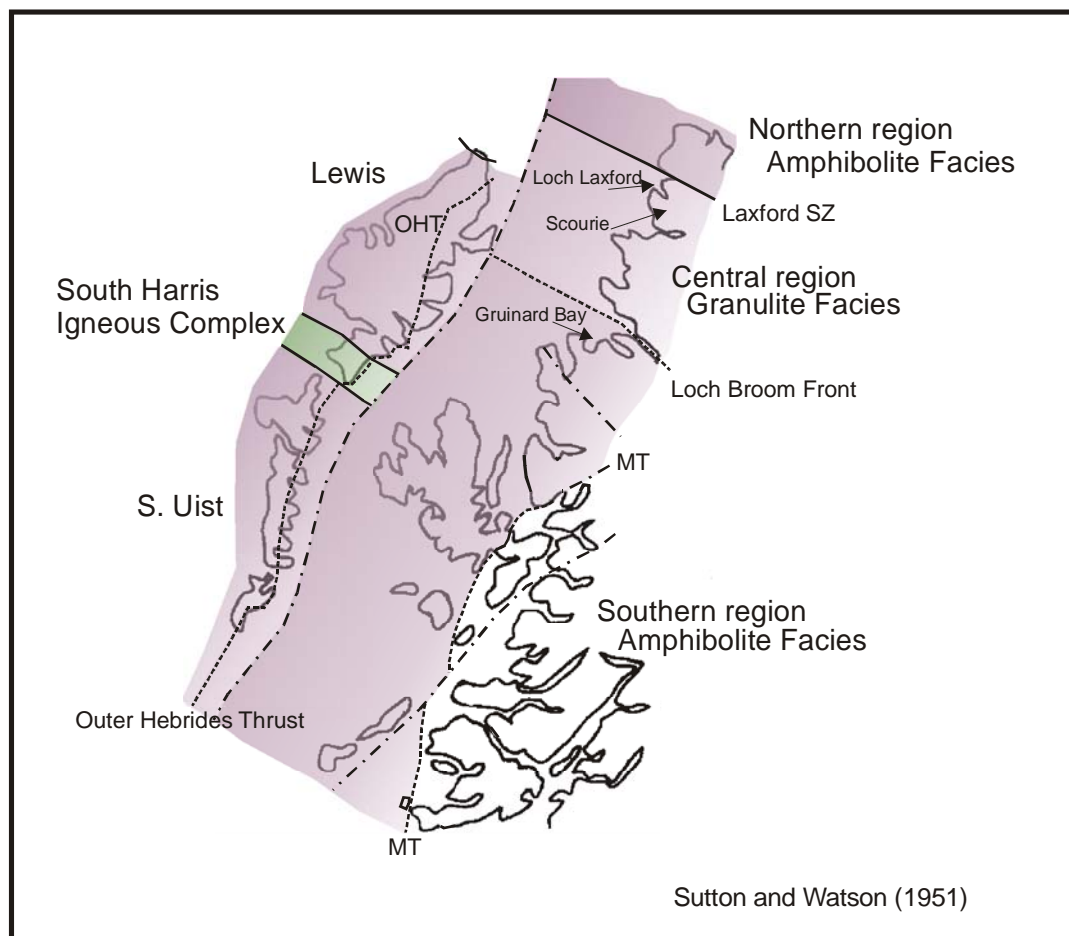 Northern region
Amphibolite Facies
Lewis
Loch Laxford
Laxford SZ
Scourie
OHT
Central region
Granulite Facies
South Harris
Igneous Complex
Gruinard Bay
Loch Broom Front
MT
S. Uist
Southern region
Amphibolite Facies
Outer Hebrides Thrust
MT
Sutton and Watson (1951)